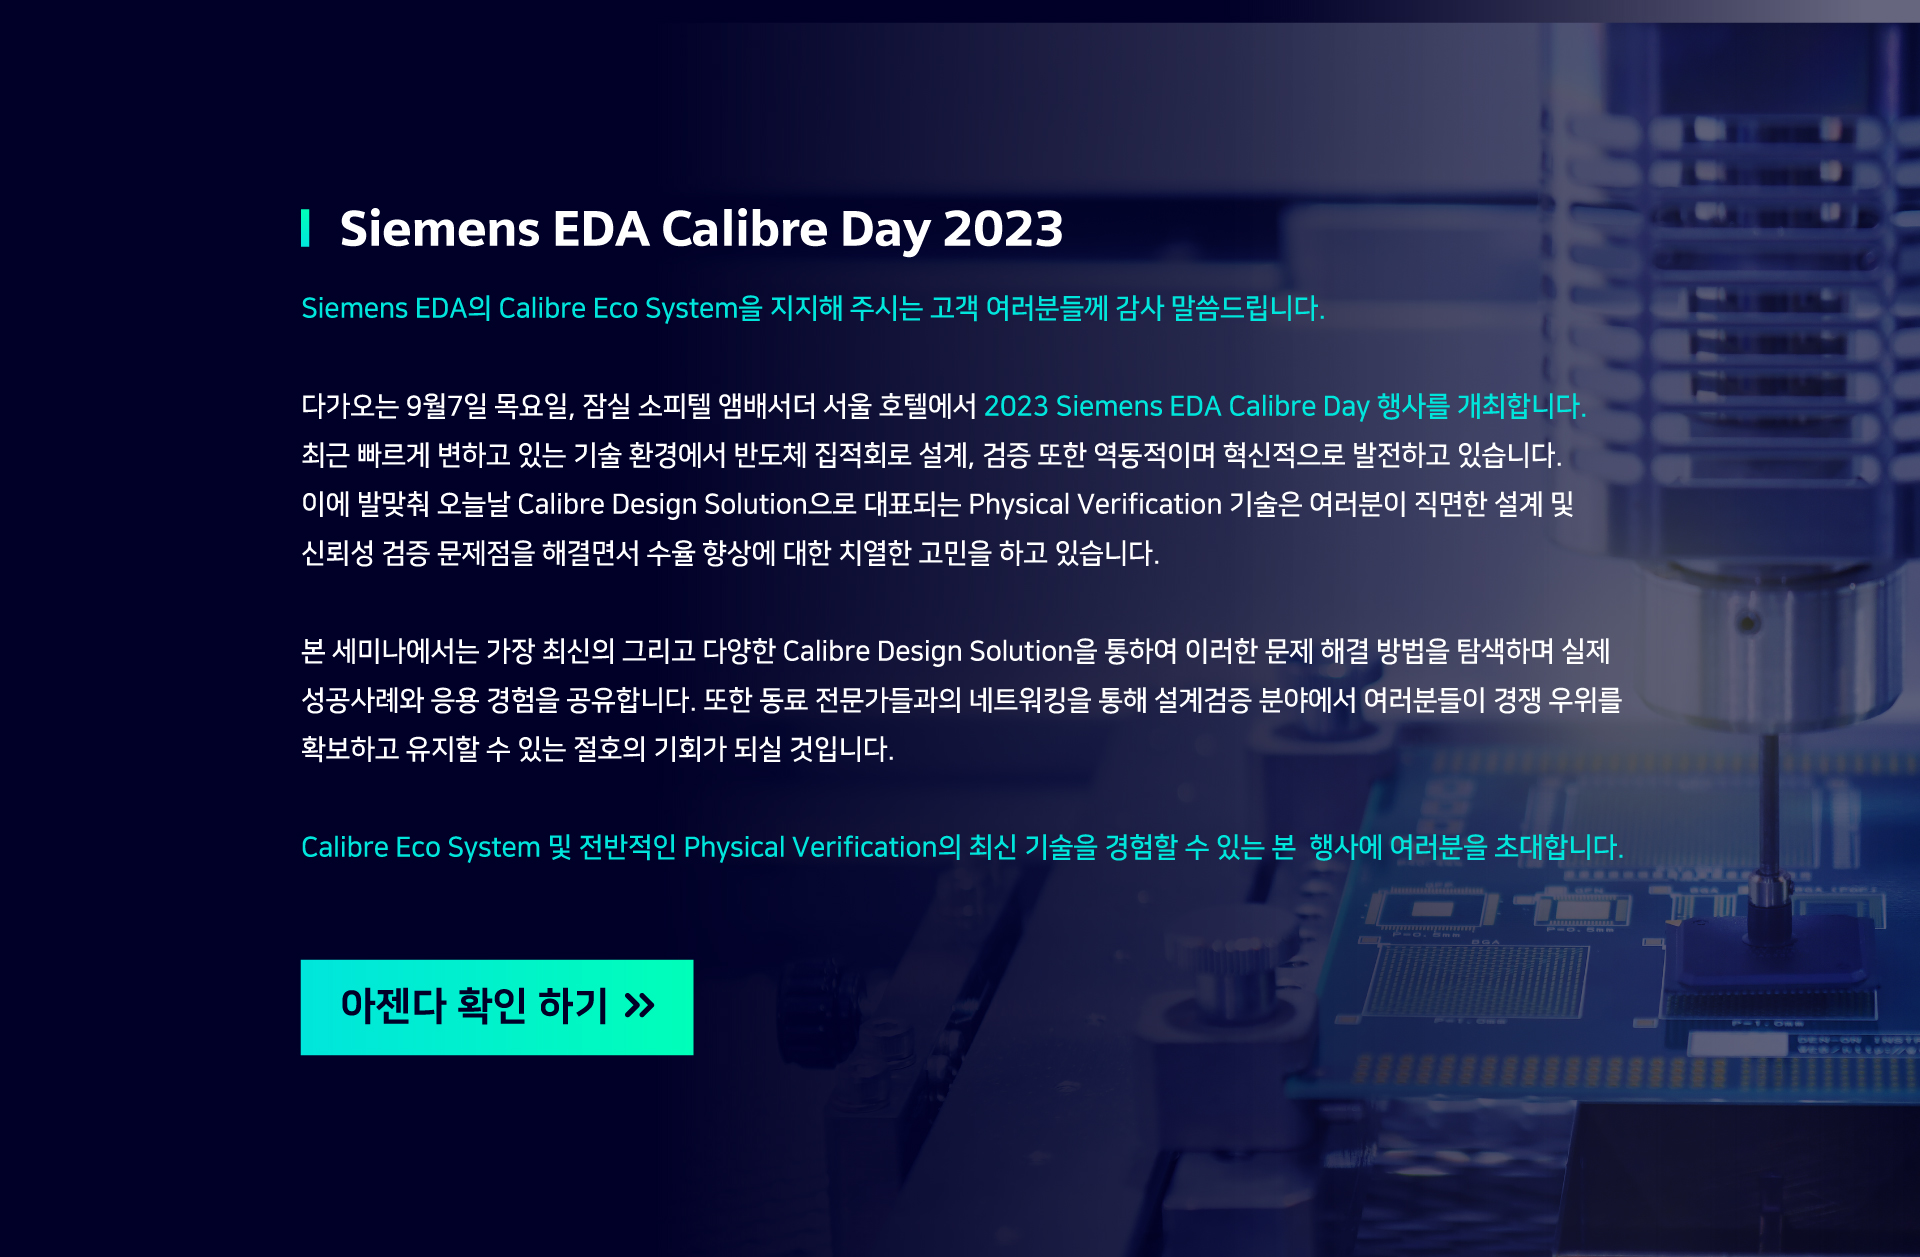 Siemens EDA Calibre Day 2023
Siemens EDA의 Calibre Eco System을 지지해 주시는 고객 여러분들께 감사 말씀드립니다.
다가오는 9월7일 목요일, 잠실 소피텔 앰배서더 서울 호텔에서 2023 Siemens EDA Calibre Day 행사를 개최합니다.
최근 빠르게 변하고 있는 기술 환경에서 반도체 집적회로 설계, 검증 또한 역동적이며 혁신적으로 발전하고 있습니다.
이에 발맞춰 오늘날 Calibre Design Solution으로 대표되는 Physical Verification 기술은 여러분이 직면한 설계 및
신뢰성 검증 문제점을 해결면서 수율 향상에 대한 치열한 고민을 하고 있습니다.
본 세미나에서는 가장 최신의 그리고 다양한 Calibre Design Solution을 통하여 이러한 문제 해결 방법을 탐색하며 실제
성공사례와 응용 경험을 공유합니다. 또한 동료 전문가들과의 네트워킹을 통해 설계검증 분야에서 여러분들이 경쟁 우위를
확보하고 유지할 수 있는 절호의 기회가 되실 것입니다.
Calibre Eco System 및 전반적인 Physical Verification의 최신 기술을 경험할 수 있는 본 행사에 여러분을 초대합니다.
QFN
BGA
BGA (PoP)
P=0.5mm
P=0.5mm
BGA
P=1.0mm
P=1.0mm
아젠다 확인 하기 »